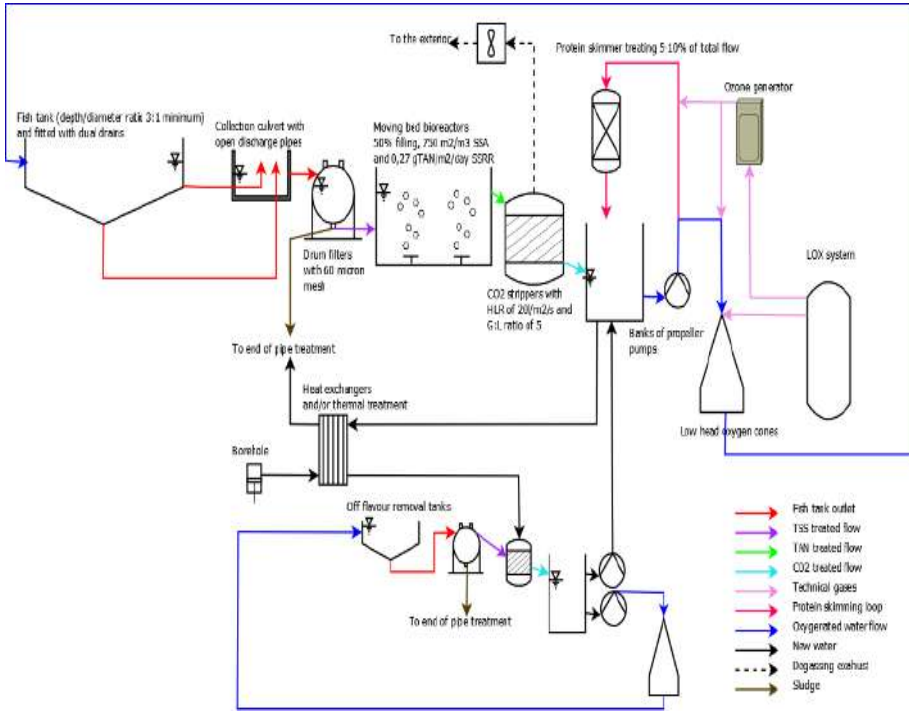 To the exterior
Protein skimmer treating 5-10% of total flow
Ozone generator
Fish tank (depth/diameter ratio 3:1 minimum)
and fitted with dual drains
Collection culvert with
open discharge pipes
Moving bed bioreactors
50% filling, 750 m2/m3 SSA
and 0,27 gTAN/m2/day SSRR
Drum filters
with 60 micron
mesh
CO2 strippers with
HLR of 20l/m2/s and
G:L ratio of 5
LOX system
Banks of propeller
pumps
To end of pipe treatment
Heat exchangers
and/or thermal treatment
Low head oxygen cones
Borehole
Off flavour removal tanks
To end of pipe treatment
Fish tank outlet
TSS treated flow
TAN treated flow
CO2 treated flow
Technical gases
Protein skimming loop
Oxygenated water flow
New water
Degassing exahust
Sludge